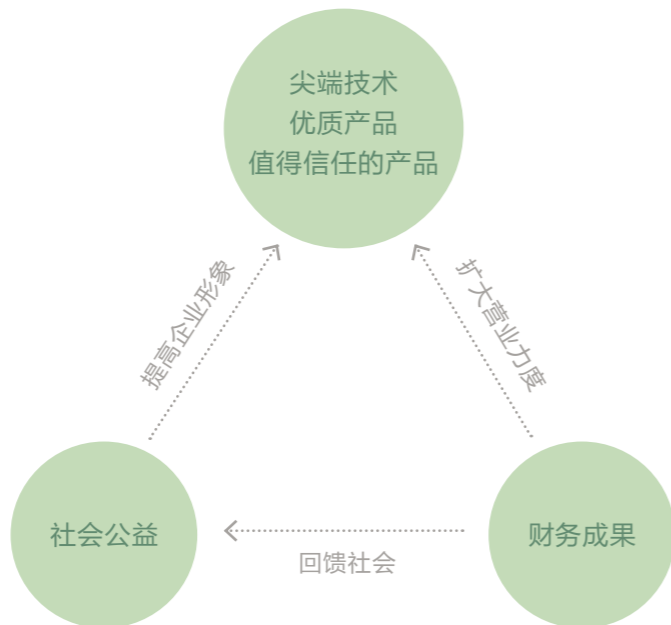 尖端技术
优质产品
值得信任的产品
提高企业形象
扩大营业力度
社会公益
财务成果
回馈社会